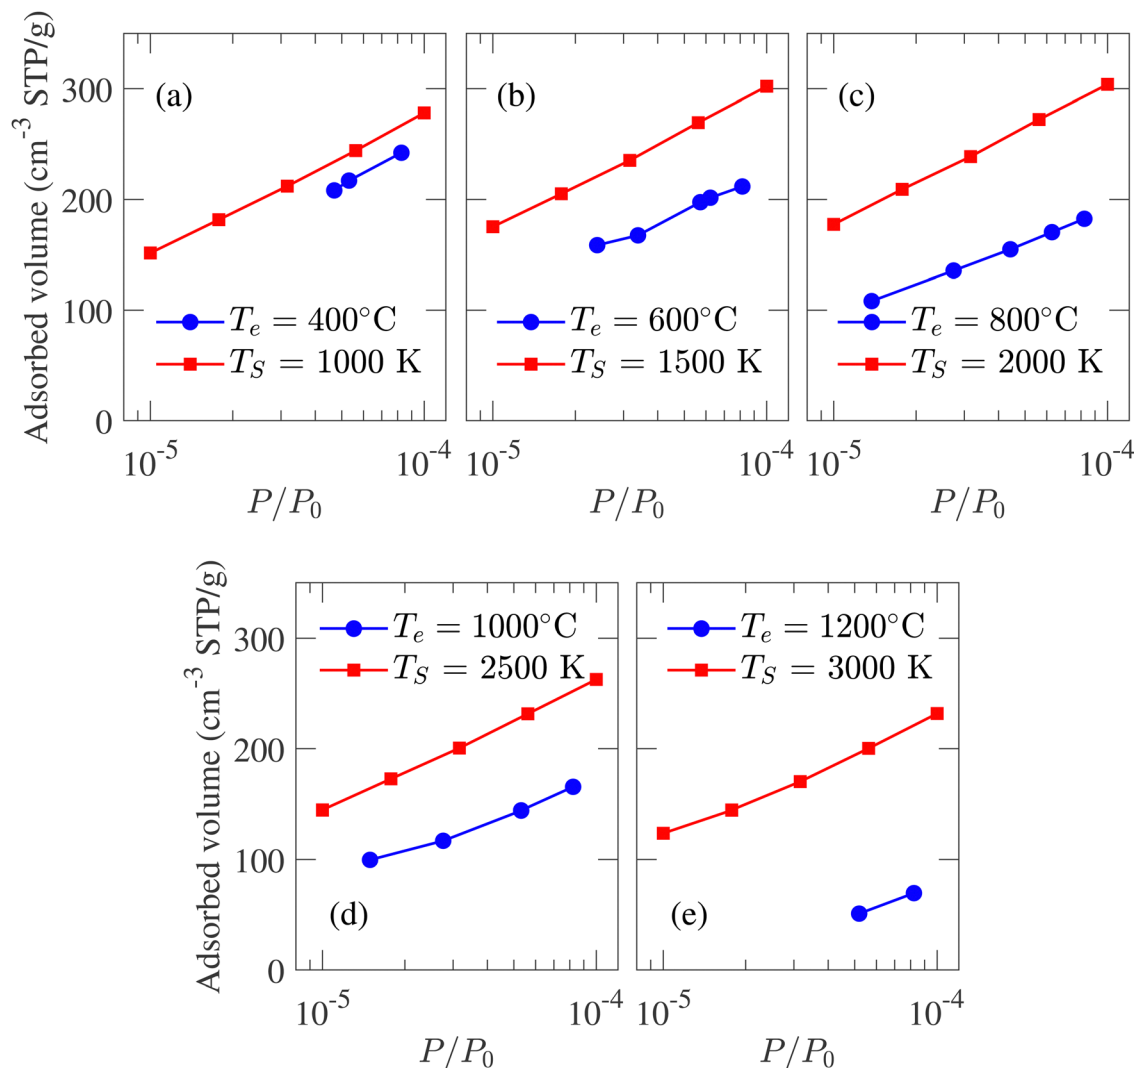 Adsorbed volume (cm⁻³ STP/g)
300
200
100
0
(a)
T_e = 400°C
T_S = 1000 K
10⁻⁵
10⁻⁴
P/P₀
(b)
T_e = 600°C
T_S = 1500 K
10⁻⁵
10⁻⁴
P/P₀
(c)
T_e = 800°C
T_S = 2000 K
10⁻⁵
10⁻⁴
P/P₀
Adsorbed volume (cm⁻³ STP/g)
300
200
100
0
T_e = 1000°C
T_S = 2500 K
(d)
10⁻⁵
10⁻⁴
P/P₀
T_e = 1200°C
T_S = 3000 K
(e)
10⁻⁵
10⁻⁴
P/P₀